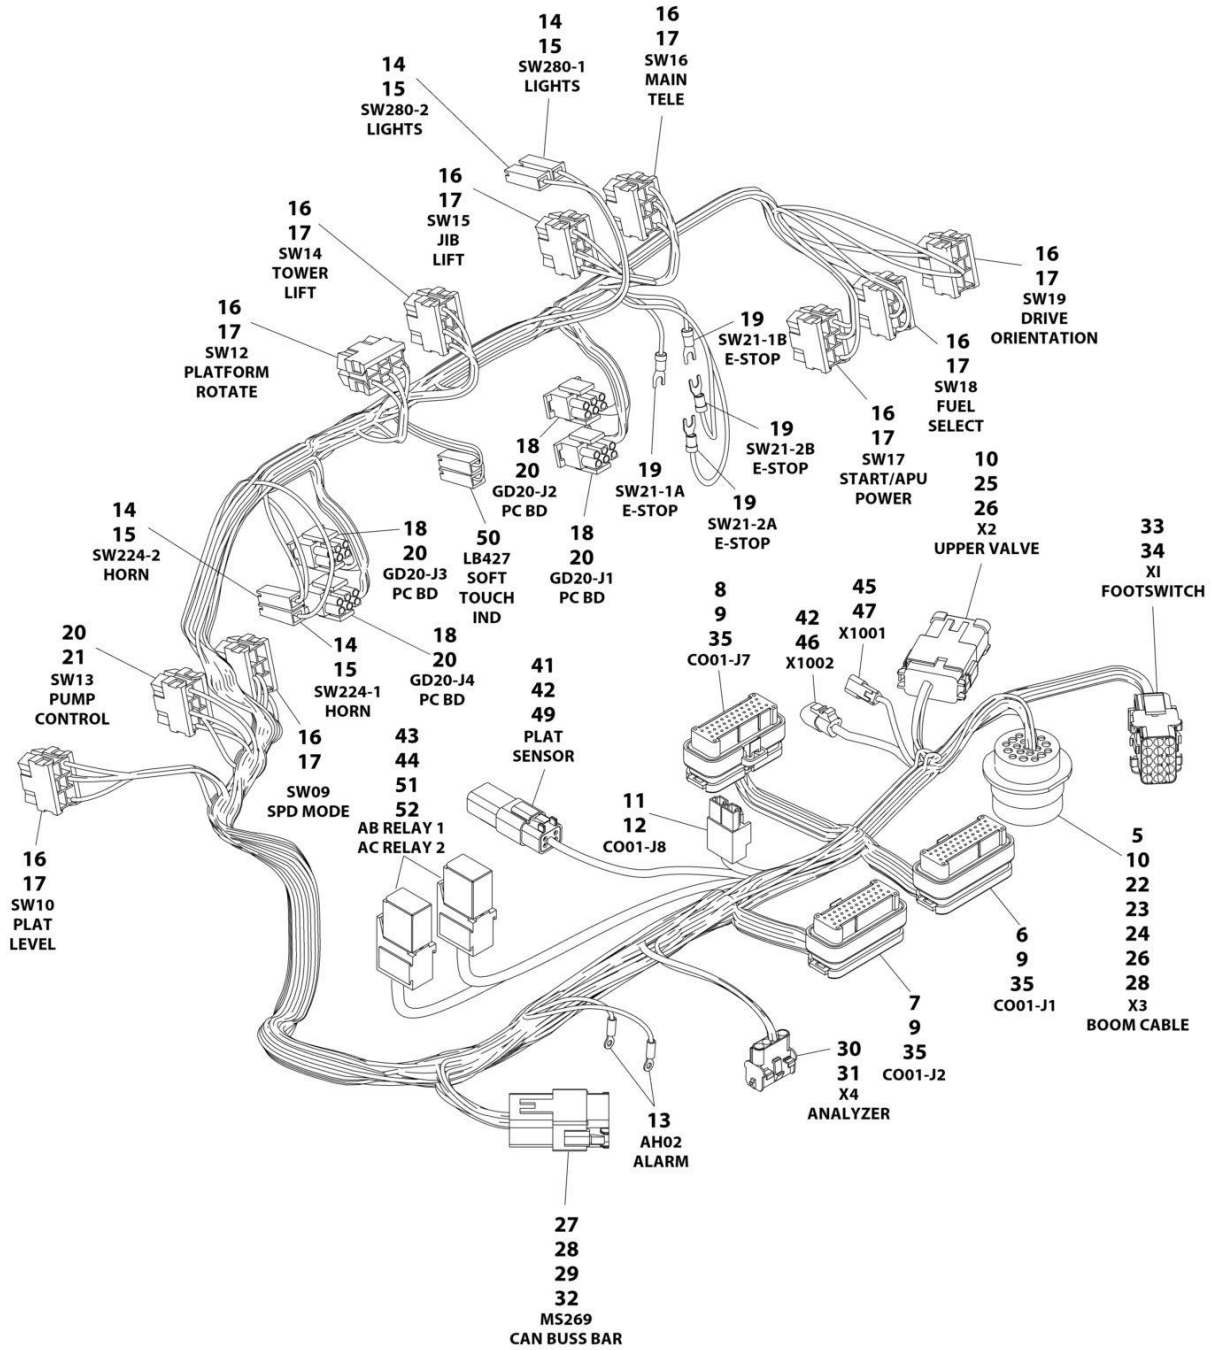 14
15
SW280-1
LIGHTS
16
17
SW16
MAIN
TELE
14
15
SW280-2
LIGHTS
16
17
SW15
JIB
LIFT
16
17
SW14
TOWER
LIFT
16
17
SW12
PLATFORM
ROTATE
16
17
SW19
DRIVE
ORIENTATION
19
SW21-1B
E-STOP
16
17
SW18
FUEL
SELECT
16
17
SW17
START/APU
POWER
19
SW21-2B
E-STOP
18
20
GD20-J2
PC BD
19
SW21-1A
E-STOP
19
SW21-2A
E-STOP
10
25
26
X2
UPPER VALVE
14
15
SW224-2
HORN
18
20
GD20-J3
PC BD
50
LB427
SOFT
TOUCH
IND
18
20
GD20-J1
PC BD
33
34
XI
FOOTSWITCH
8
9
35
CO01-J7
42
46
X1002
45
47
X1001
20
21
SW13
PUMP
CONTROL
14
15
SW224-1
HORN
18
20
GD20-J4
PC BD
41
42
49
PLAT
SENSOR
16
17
SW09
SPD MODE
43
44
51
52
AB RELAY 1
AC RELAY 2
11
12
CO01-J8
16
17
SW10
PLAT
LEVEL
5
10
22
23
24
26
28
X3
BOOM CABLE
6
9
35
CO01-J1
7
9
35
CO01-J2
30
31
X4
ANALYZER
13
AH02
ALARM
27
28
29
32
MS269
CAN BUSS BAR